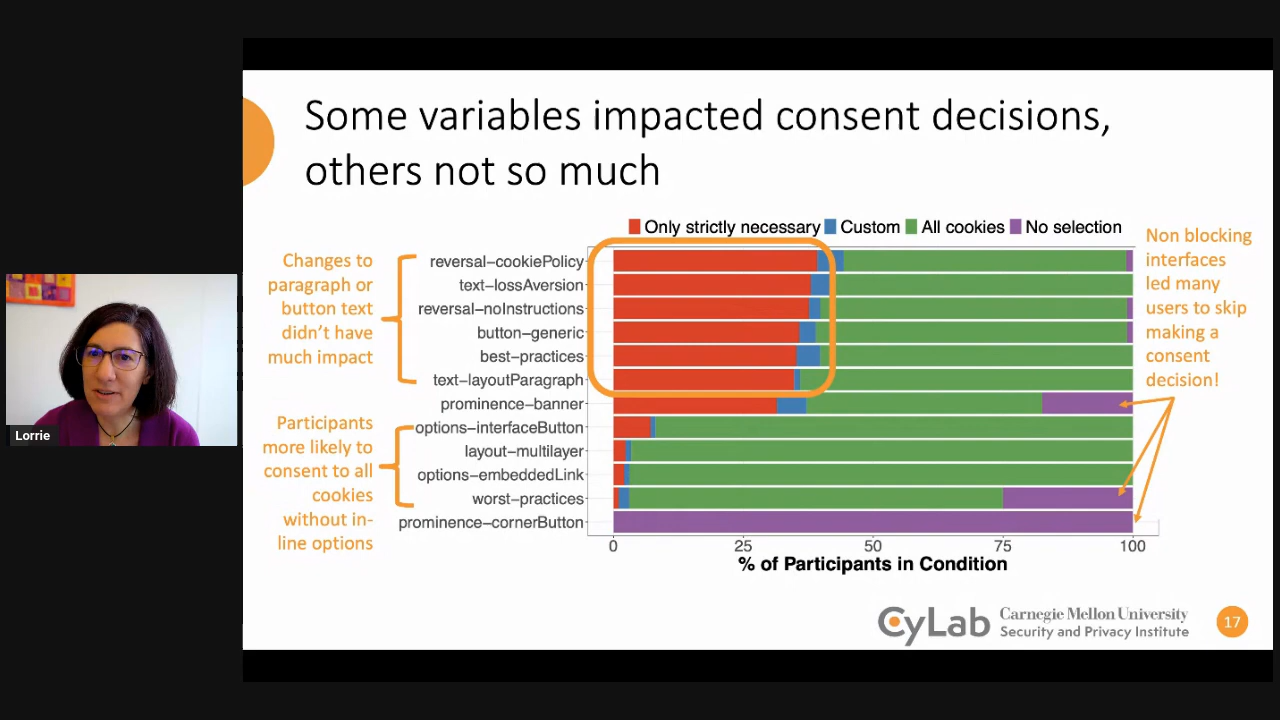 Some variables impacted consent decisions,
others not so much
Only strictly necessary Custom All cookies No selection
Changes to
paragraph or
button text
didn't have
much impact
Participants
more likely to
consent to all
cookies
without in-
line options
reversal–cookiePolicy
text–lossAversion
reversal–noInstructions
button–generic
best–practices
text–layoutParagraph
prominence–banner
options–interfaceButton
layout–multilayer
options–embeddedLink
worst–practices
prominence–cornerButton
0 25 50 75 100
% of Participants in Condition
Non blocking
interfaces
led many
users to skip
making a
consent
decision!
Lorrie
CyLab
Carnegie Mellon University
Security and Privacy Institute
17